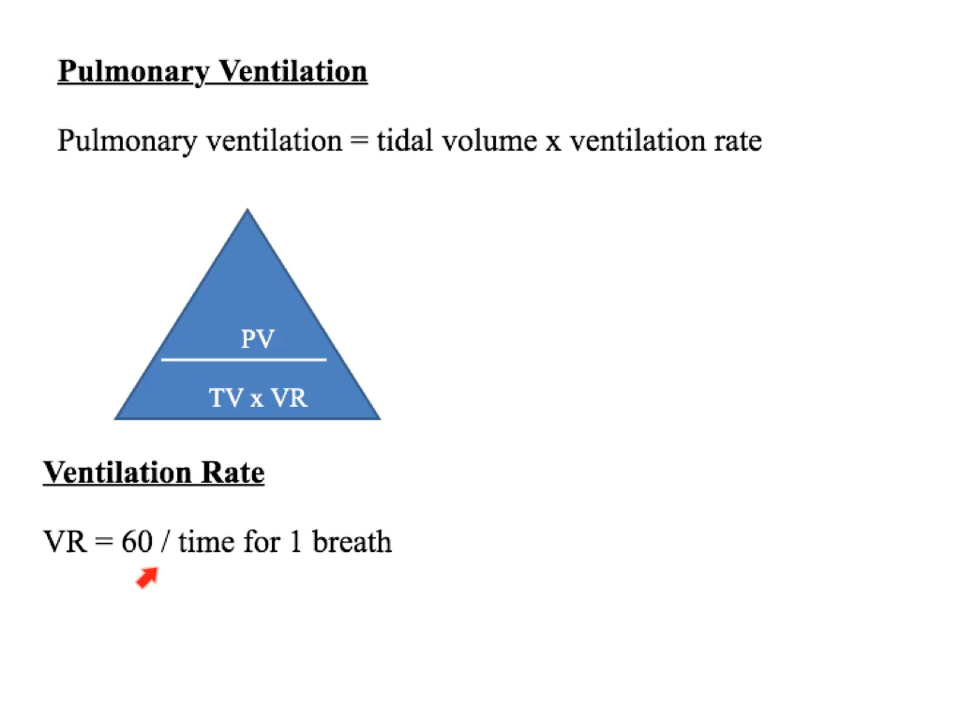 Pulmonary Ventilation
Pulmonary ventilation = tidal volume x ventilation rate
PV
TV x VR
Ventilation Rate
VR = 60 / time for 1 breath